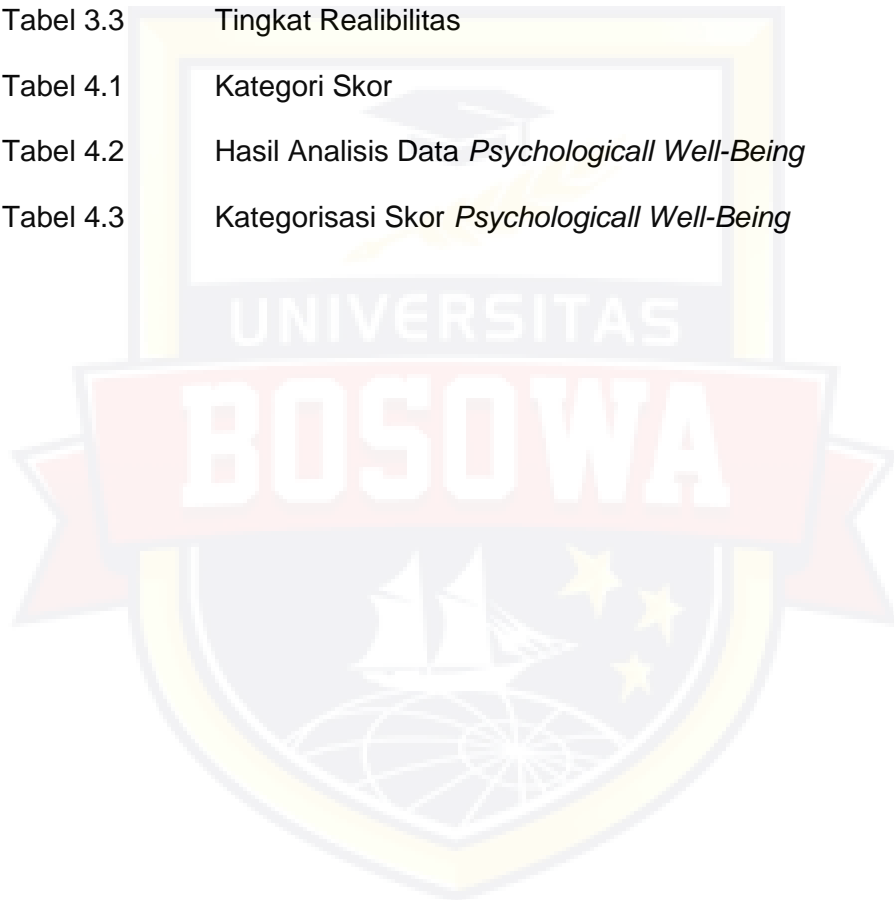 Tabel 3.3 Tingkat Realibilitas
Tabel 4.1 Kategori Skor
Tabel 4.2 Hasil Analisis Data Psychologicall Well-Being
Tabel 4.3 Kategorisasi Skor Psychologicall Well-Being
UNIVERSITAS
BOSOWA